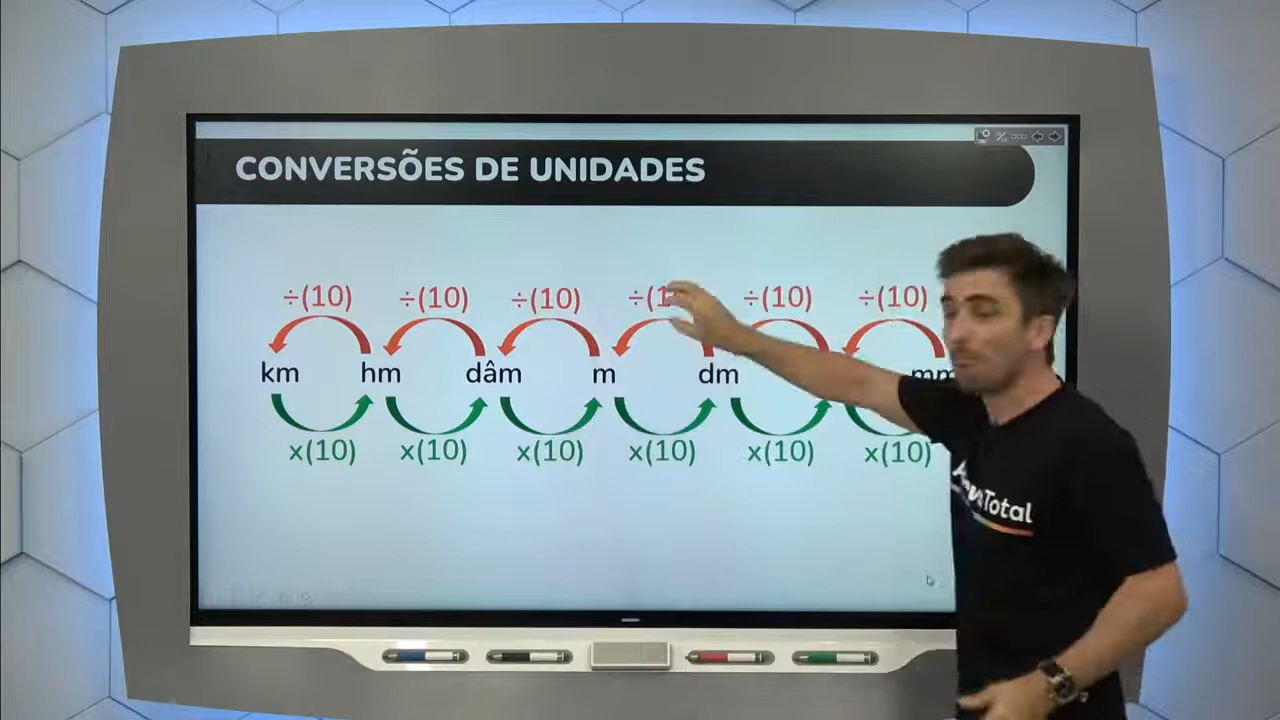 CONVERSÕES DE UNIDADES
÷(10) ÷(10) ÷(10) ÷(10) ÷(10)
km hm dâm m dm
x(10) x(10) x(10) x(10) x(10) x(10)
Total